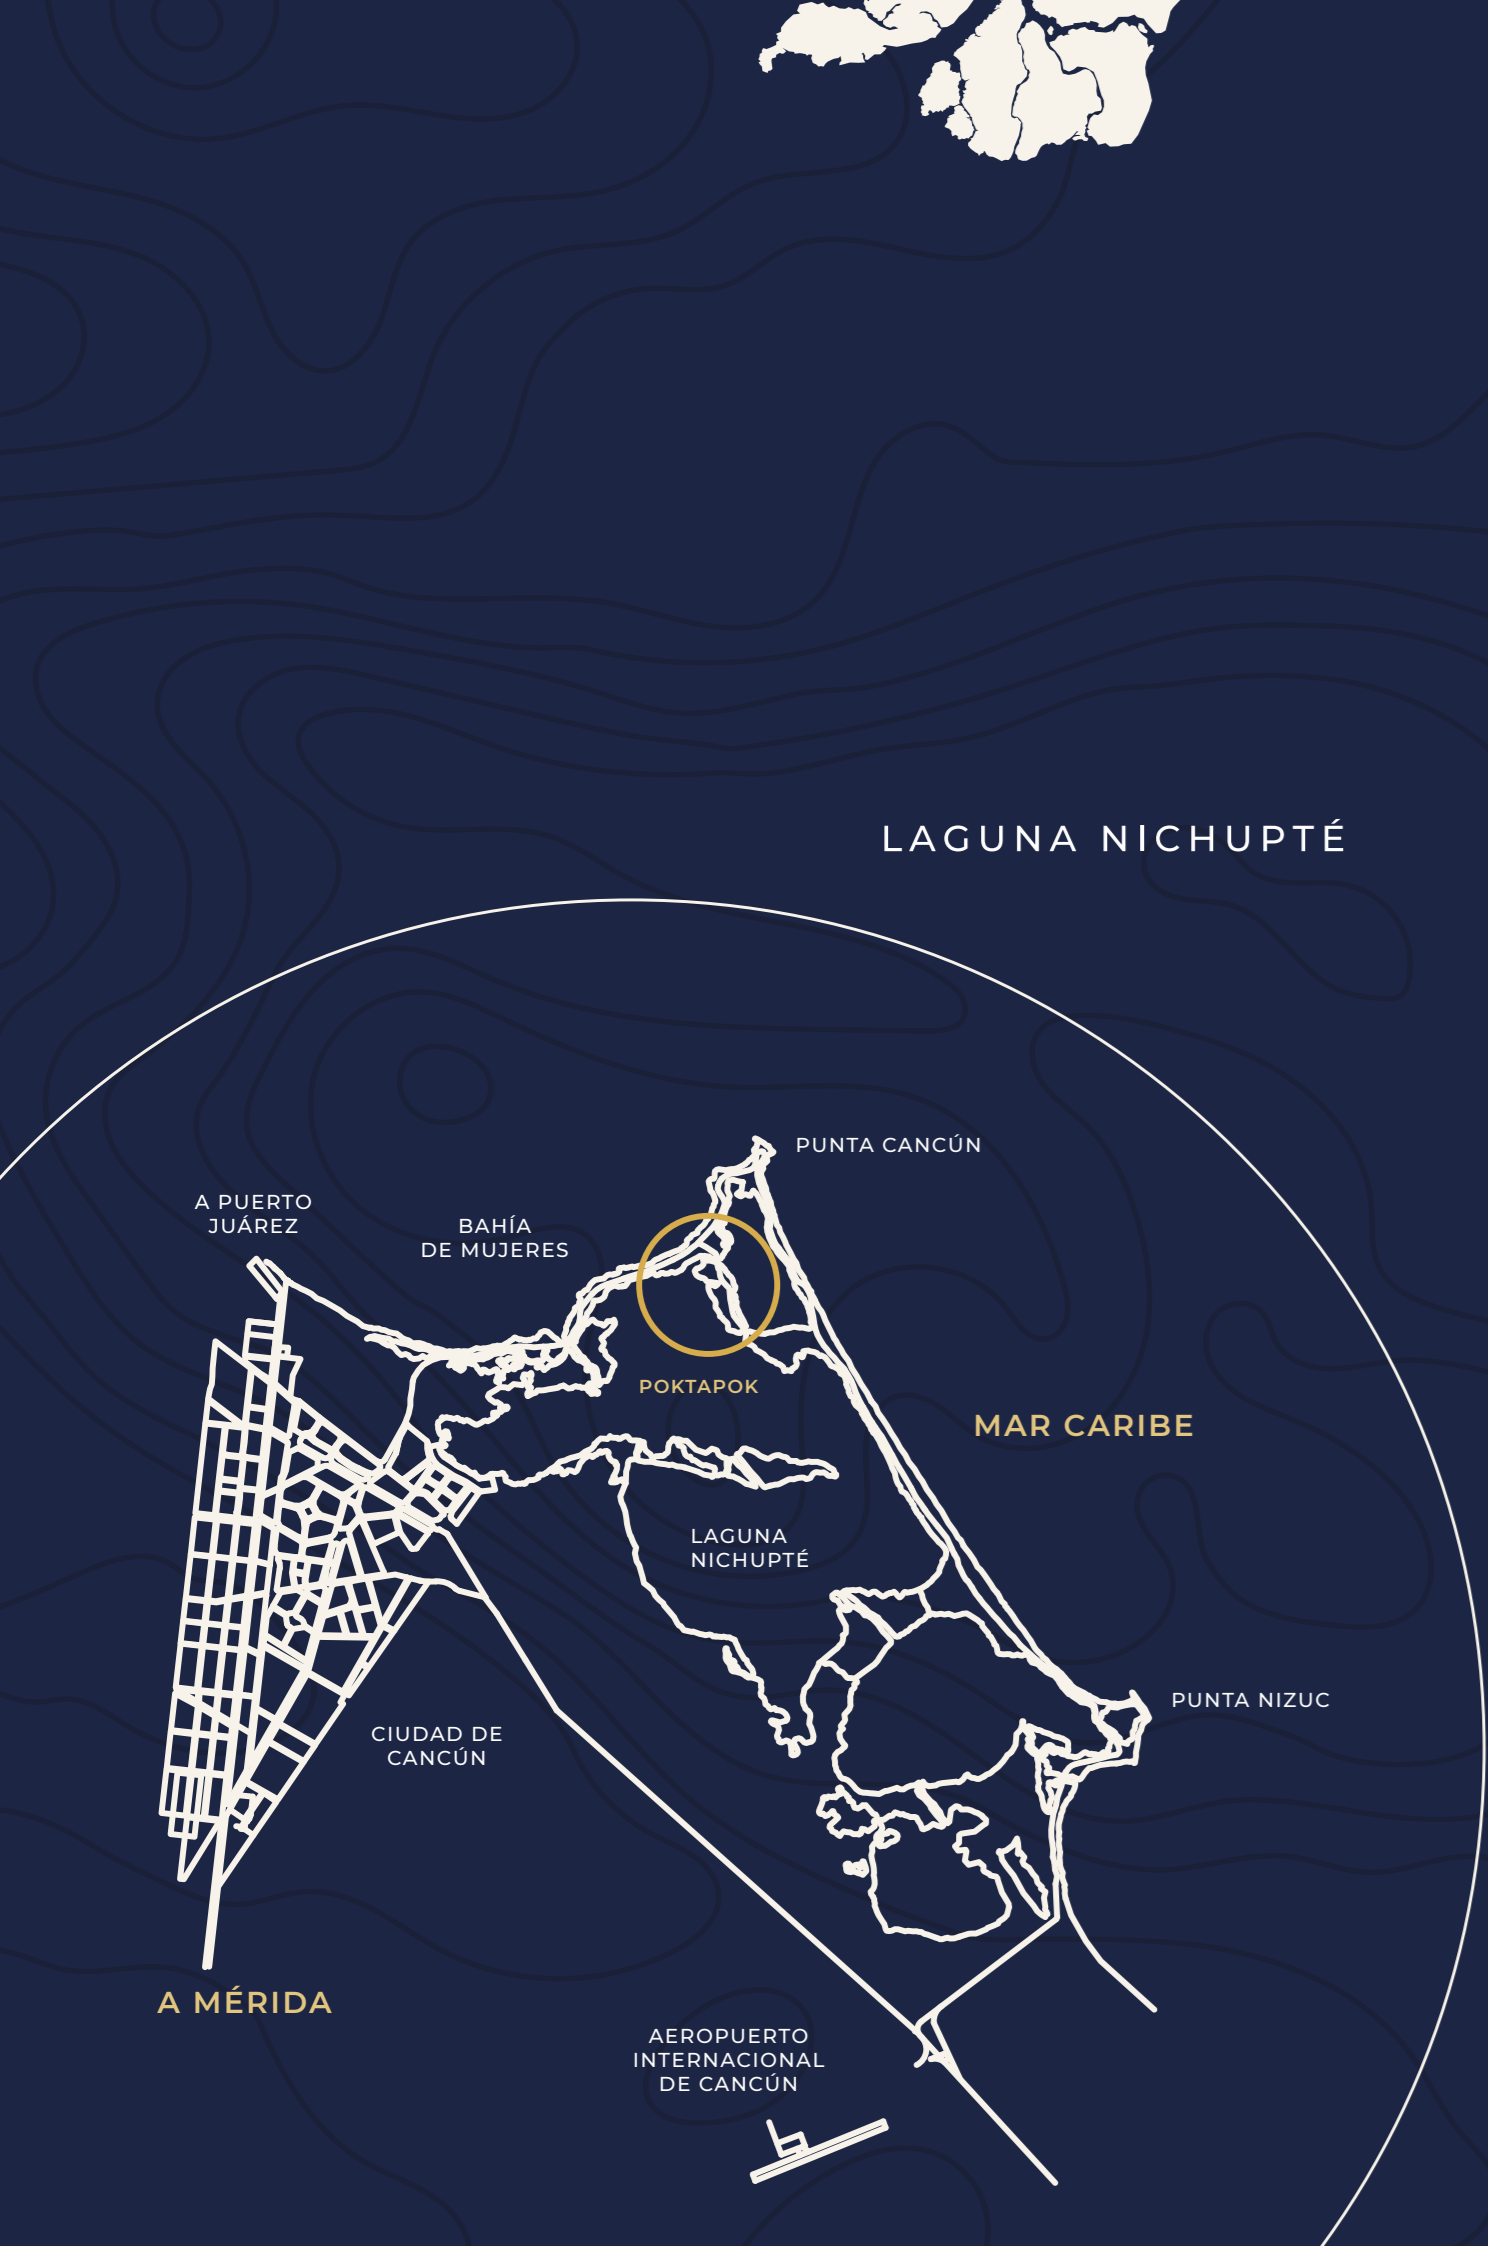 LAGUNA NICHUPTÉ
PUNTA CANCÚN
A PUERTO
JUÁREZ
BAHÍA
DE MUJERES
POKTAPOK
MAR CARIBE
LAGUNA
NICHUPTÉ
PUNTA NIZUC
CIUDAD DE
CANCÚN
A MÉRIDA
AEROPUERTO
INTERNACIONAL
DE CANCÚN